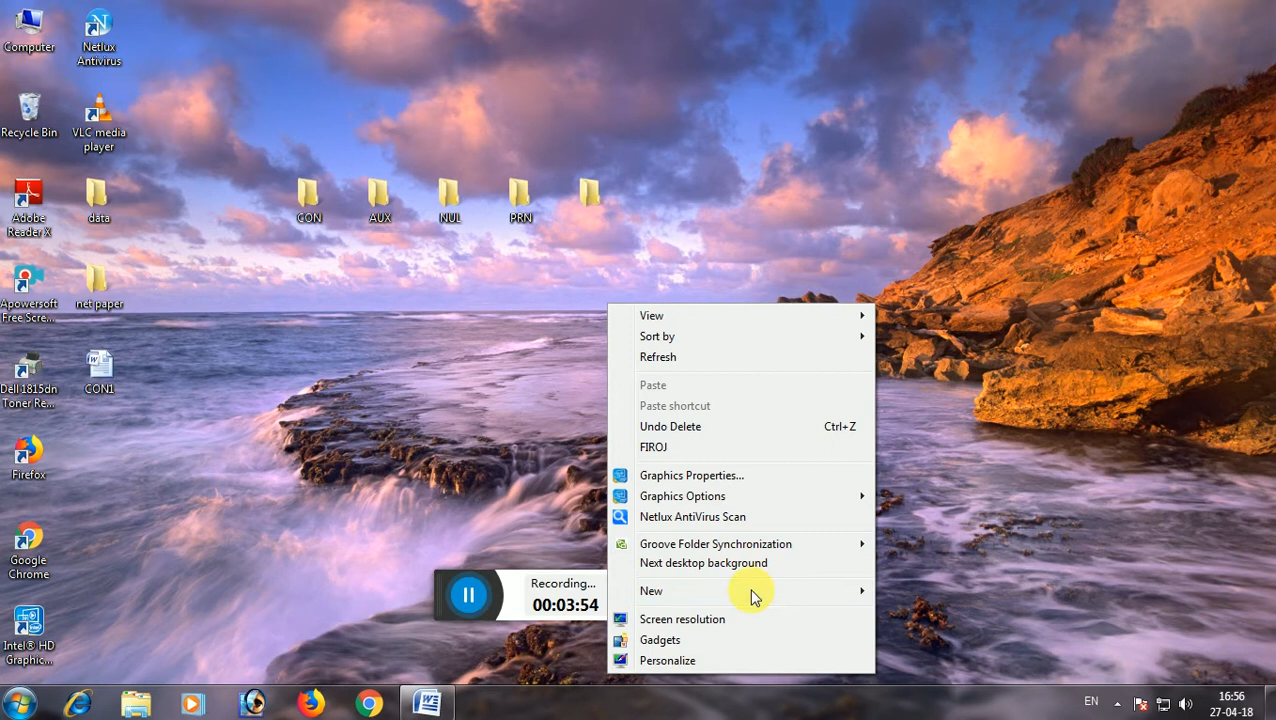 Computer
Netlux
Antivirus
Recycle Bin
VLC media
player
Adobe
Reader X
data
CON
AUX
NUL
PRN
Apowersoft
Free Scre...
net paper
Dell 1815dn
Toner Re...
CON1
Firefox
Google
Chrome
Intel® HD
Graphic...
View
Sort by
Refresh
Paste
Paste shortcut
Undo Delete Ctrl+Z
FIROJ
Graphics Properties...
Graphics Options
Netlux AntiVirus Scan
Groove Folder Synchronization
Next desktop background
New
Screen resolution
Gadgets
Personalize
Recording...
00:03:54
EN
16:56
27-04-18